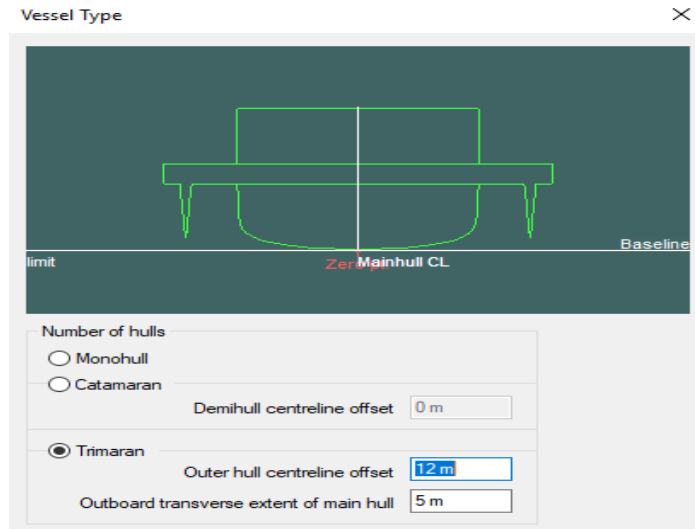 Vessel Type
Baseline
limit Zero pt. Mainhull CL
Number of hulls
Monohull
Catamaran
Demihull centreline offset 0 m
Trimaran
Outer hull centreline offset 12 m
Outboard transverse extent of main hull 5 m